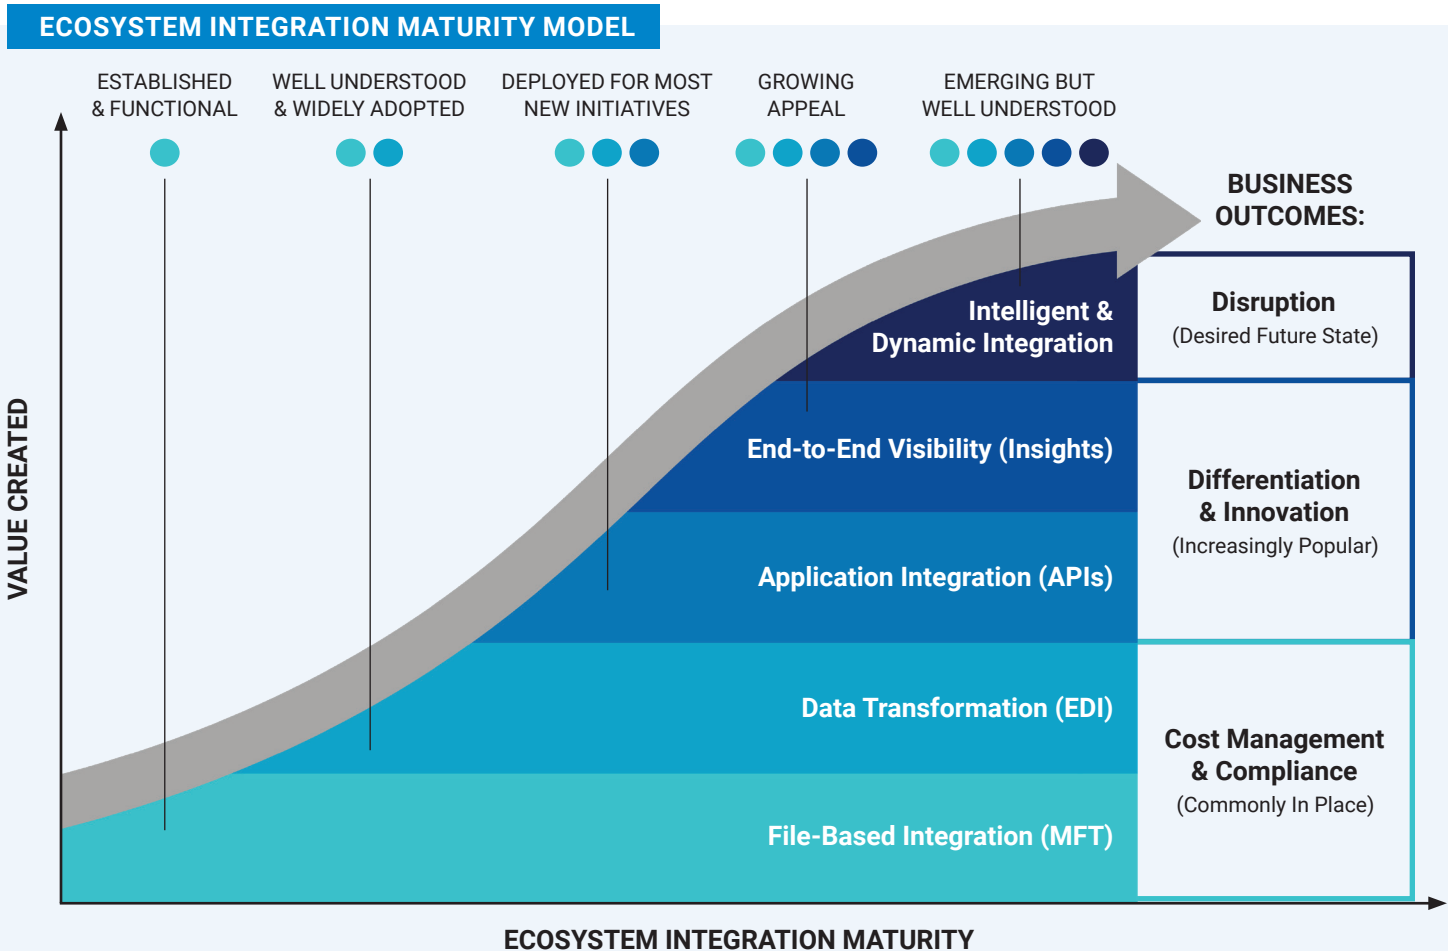 ECOSYSTEM INTEGRATION MATURITY MODEL
ESTABLISHED
& FUNCTIONAL
WELL UNDERSTOOD
& WIDELY ADOPTED
DEPLOYED FOR MOST
NEW INITIATIVES
GROWING
APPEAL
EMERGING BUT
WELL UNDERSTOOD
BUSINESS
OUTCOMES:
Intelligent &
Dynamic Integration
Disruption
(Desired Future State)
End-to-End Visibility (Insights)
Differentiation
& Innovation
(Increasingly Popular)
Application Integration (APIs)
Data Transformation (EDI)
Cost Management
& Compliance
(Commonly In Place)
File-Based Integration (MFT)
VALUE CREATED
ECOSYSTEM INTEGRATION MATURITY